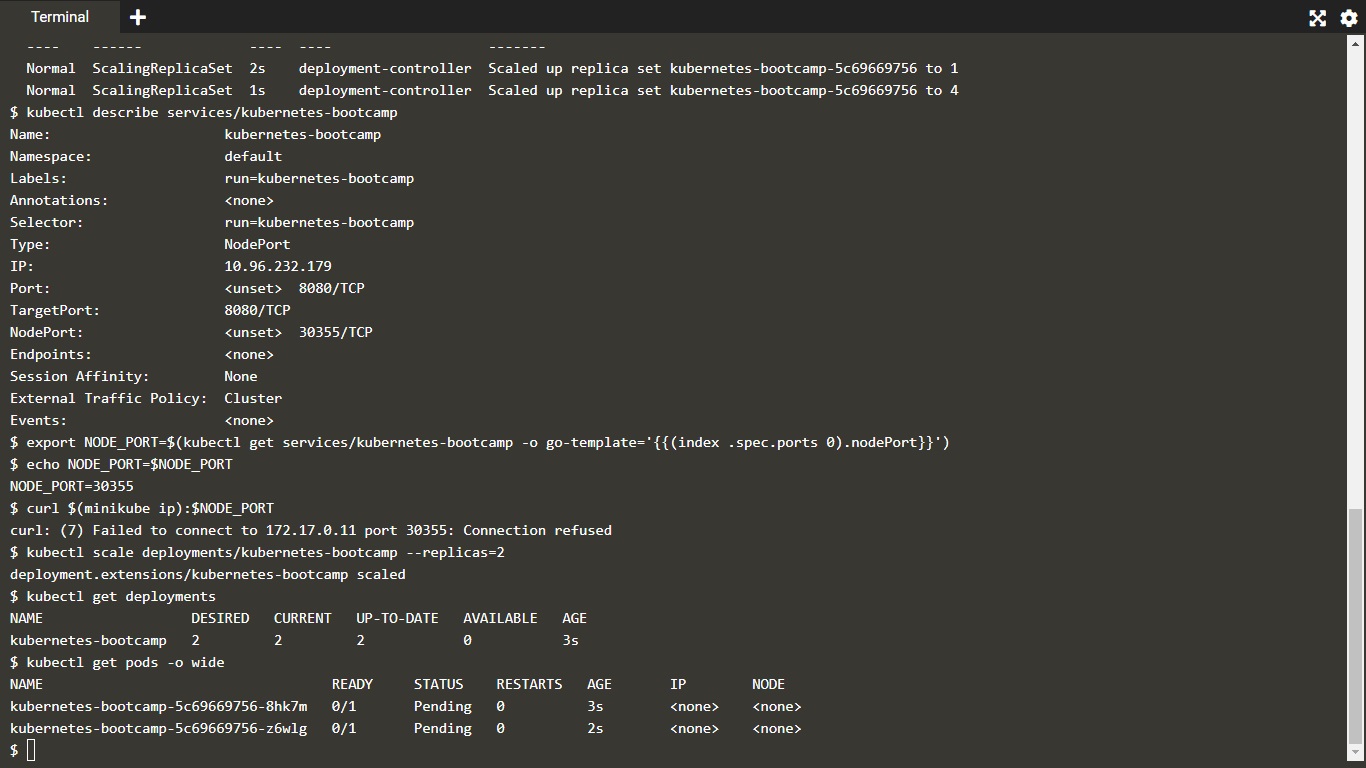 Terminal
---- ------ ---- ---- -------
Normal ScalingReplicaSet 2s deployment-controller Scaled up replica set kubernetes-bootcamp-5c69669756 to 1
Normal ScalingReplicaSet 1s deployment-controller Scaled up replica set kubernetes-bootcamp-5c69669756 to 4
$ kubectl describe services/kubernetes-bootcamp
Name: kubernetes-bootcamp
Namespace: default
Labels: run=kubernetes-bootcamp
Annotations: <none>
Selector: run=kubernetes-bootcamp
Type: NodePort
IP: 10.96.232.179
Port: <unset> 8080/TCP
TargetPort: 8080/TCP
NodePort: <unset> 30355/TCP
Endpoints: <none>
Session Affinity: None
External Traffic Policy: Cluster
Events: <none>
$ export NODE_PORT=$(kubectl get services/kubernetes-bootcamp -o go-template='{{(index .spec.ports 0).nodePort}}')
$ echo NODE_PORT=$NODE_PORT
NODE_PORT=30355
$ curl $(minikube ip):$NODE_PORT
curl: (7) Failed to connect to 172.17.0.11 port 30355: Connection refused
$ kubectl scale deployments/kubernetes-bootcamp --replicas=2
deployment.extensions/kubernetes-bootcamp scaled
$ kubectl get deployments
NAME DESIRED CURRENT UP-TO-DATE AVAILABLE AGE
kubernetes-bootcamp 2 2 2 0 3s
$ kubectl get pods -o wide
NAME READY STATUS RESTARTS AGE IP NODE
kubernetes-bootcamp-5c69669756-8hk7m 0/1 Pending 0 3s <none> <none>
kubernetes-bootcamp-5c69669756-z6wlg 0/1 Pending 0 2s <none> <none>
$